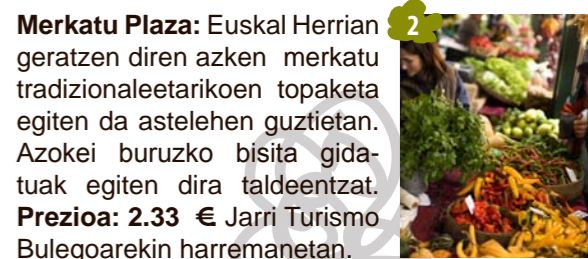 Merkatu Plaza: Euskal Herrian
geratzen diren azken merkatu
tradizionaleetarikoen topaketa
egiten da astelehen guztietan.
Azokei buruzko bisita gida-
tuak egiten dira taldeentzat.
Prezioa: 2.33 € Jarri Turismo
Bulegoarekin harremanetan.
2